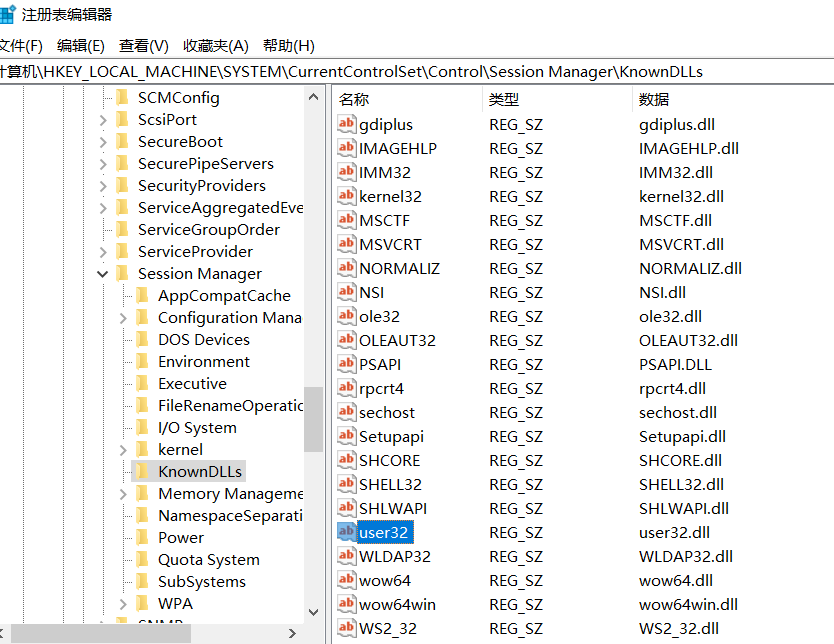 注册表编辑器
文件(F) 编辑(E) 查看(V) 收藏夹(A) 帮助(H)
计算机\HKEY_LOCAL_MACHINE\SYSTEM\CurrentControlSet\Control\Session Manager\KnownDLLs
SCMConfig
ScsiPort
SecureBoot
SecurePipeServers
SecurityProviders
ServiceAggregatedEve
ServiceGroupOrder
ServiceProvider
Session Manager
AppCompatCache
Configuration Mana
DOS Devices
Environment
Executive
FileRenameOperatic
I/O System
kernel
KnownDLLs
Memory Manageme
NamespaceSeparati
Power
Quota System
SubSystems
WPA
SNMP
名称 类型 数据
gdiplus REG_SZ gdiplus.dll
IMAGEHLP REG_SZ IMAGEHLP.dll
IMM32 REG_SZ IMM32.dll
kernel32 REG_SZ kernel32.dll
MSCTF REG_SZ MSCTF.dll
MSVCRT REG_SZ MSVCRT.dll
NORMALIZ REG_SZ NORMALIZ.dll
NSI REG_SZ NSI.dll
ole32 REG_SZ ole32.dll
OLEAUT32 REG_SZ OLEAUT32.dll
PSAPI REG_SZ PSAPI.DLL
rpcrt4 REG_SZ rpcrt4.dll
sechost REG_SZ sechost.dll
Setupapi REG_SZ Setupapi.dll
SHCORE REG_SZ SHCORE.dll
SHELL32 REG_SZ SHELL32.dll
SHLWAPI REG_SZ SHLWAPI.dll
user32 REG_SZ user32.dll
WLDAP32 REG_SZ WLDAP32.dll
wow64 REG_SZ wow64.dll
wow64win REG_SZ wow64win.dll
WS2_32 REG_SZ WS2_32.dll